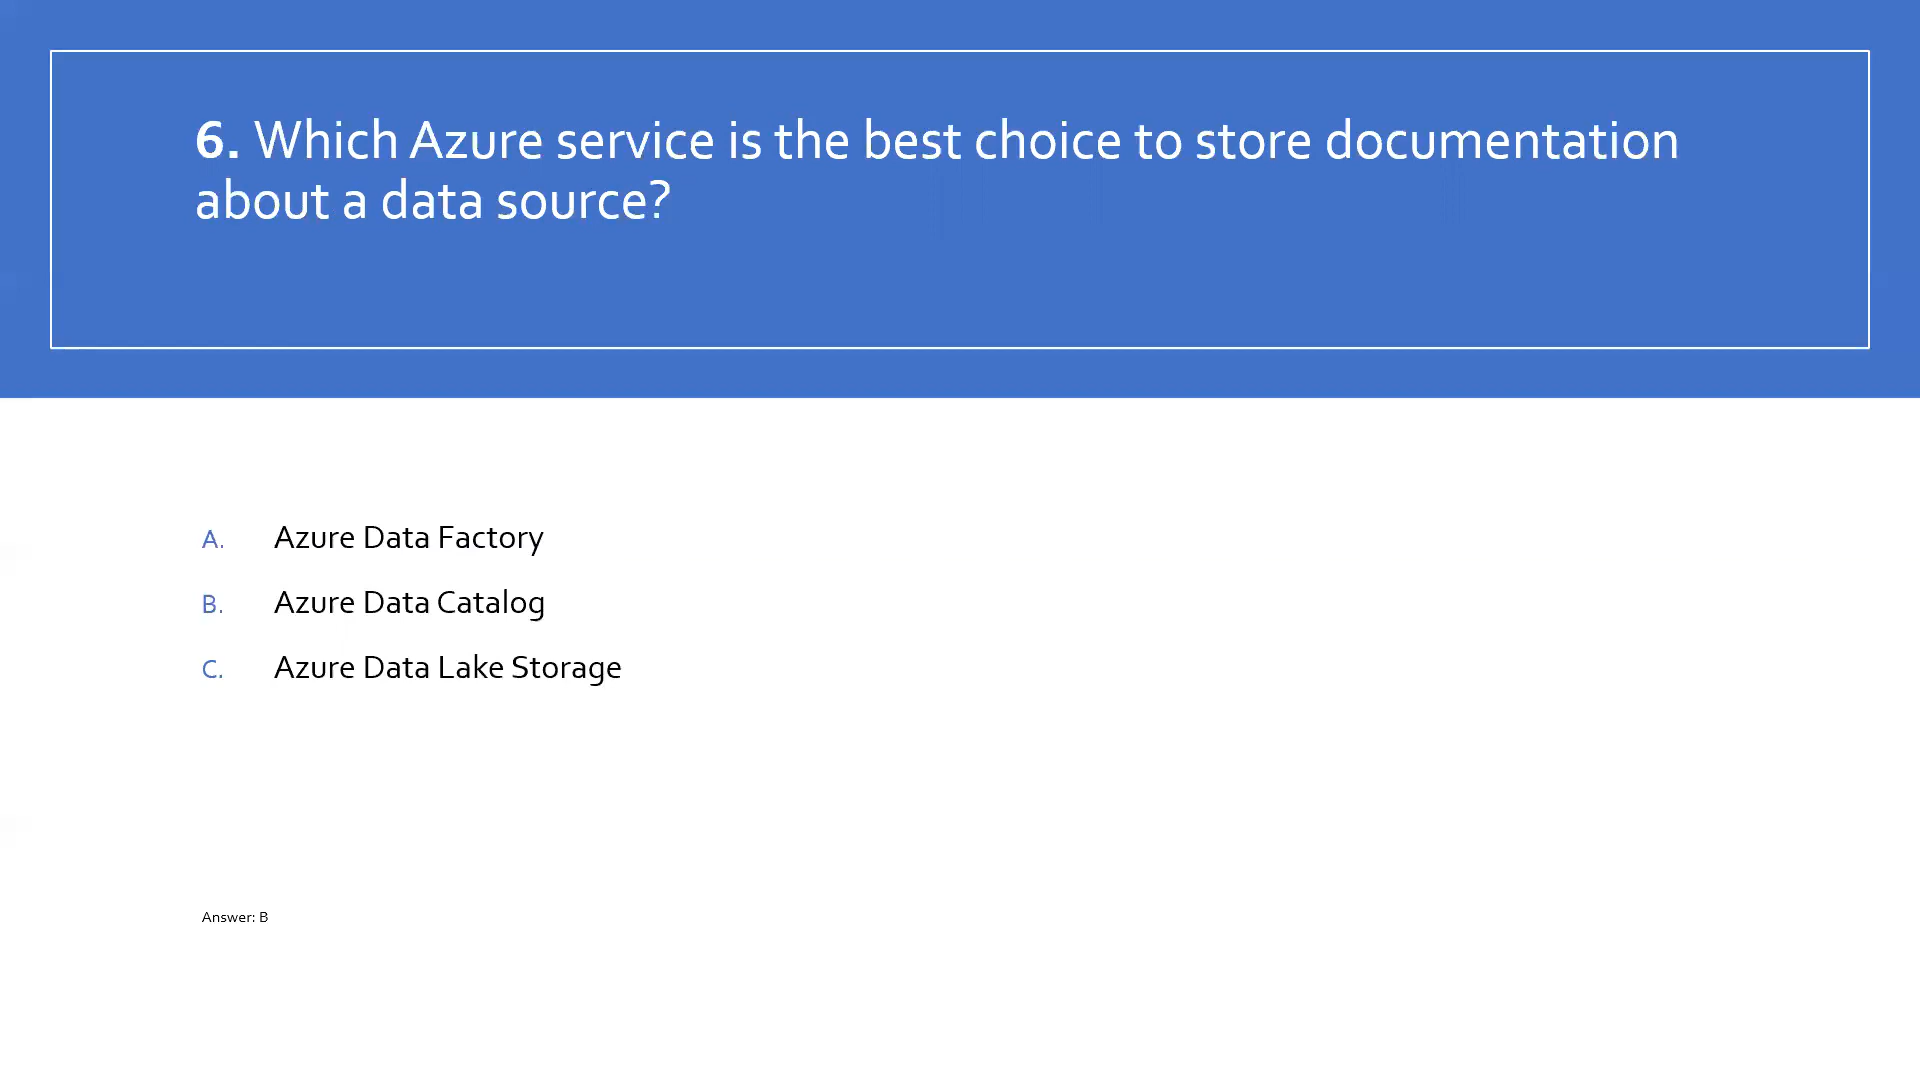 6. Which Azure service is the best choice to store documentation
about a data source?
A. Azure Data Factory
B. Azure Data Catalog
C. Azure Data Lake Storage
Answer: B